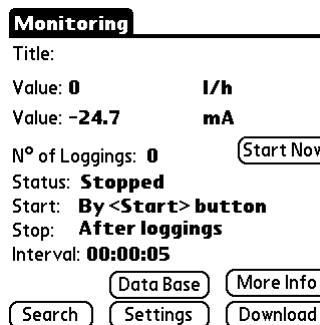 Monitoring
Title:
Value: 0 l/h
Value: -24.7 mA
Nº of Loggings: 0 Start Now
Status: Stopped
Start: By <Start> button
Stop: After loggings
Interval: 00:00:05
Data Base More Info
Search Settings Download